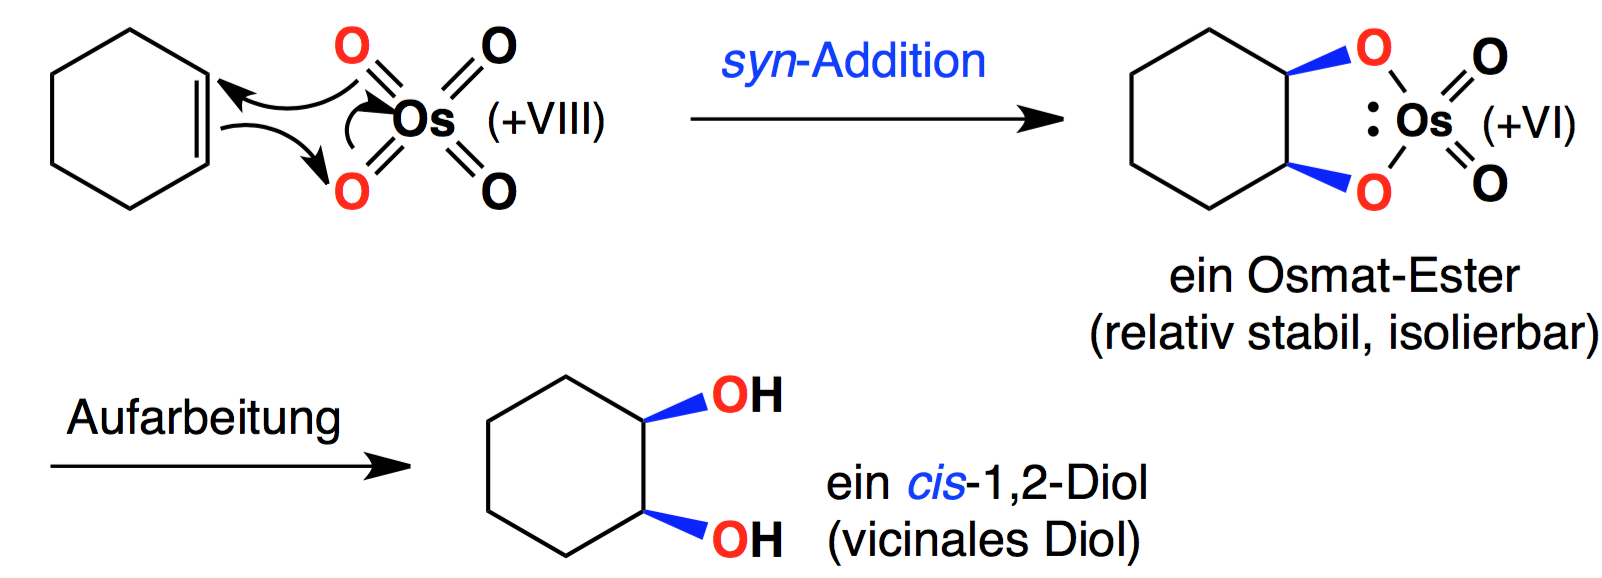 O O
Os (+VIII)
O O
syn-Addition
O O
: Os (+VI)
O O
ein Osmat-Ester
(relativ stabil, isolierbar)
Aufarbeitung
OH
OH
ein cis-1,2-Diol
(vicinales Diol)